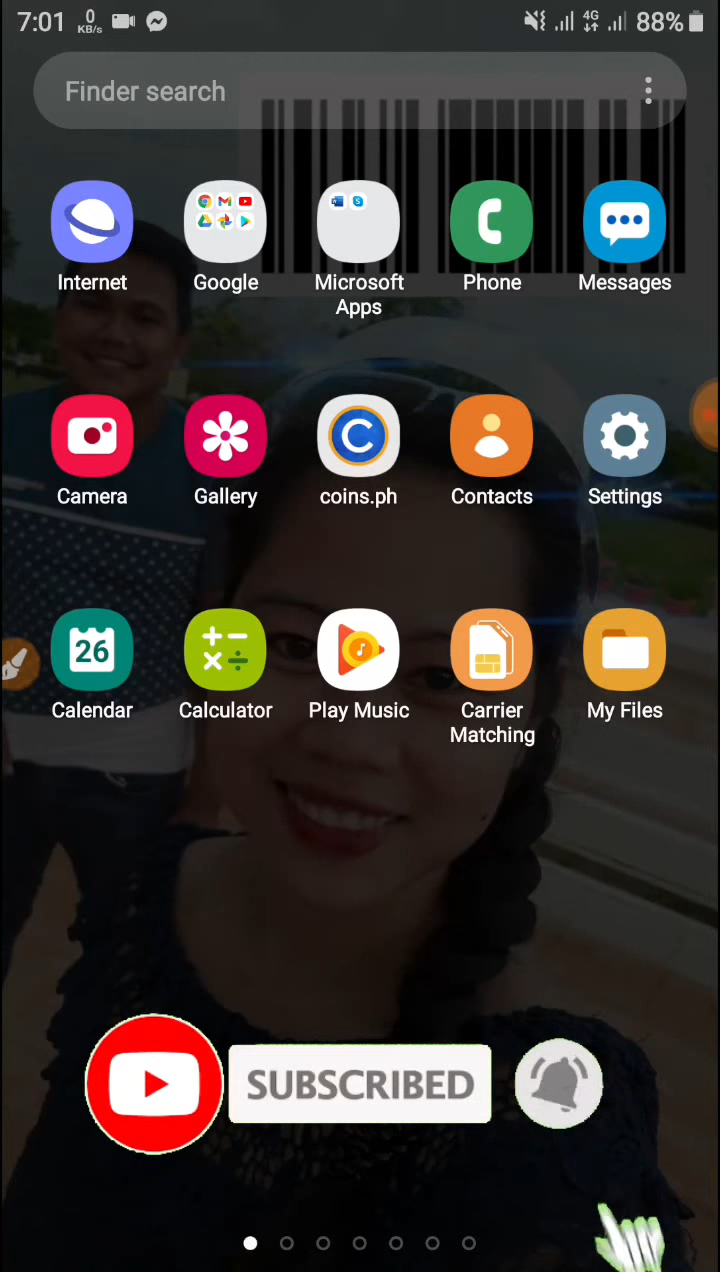 7:01 0 KB/s 4G 88%
Finder search
Internet Google Microsoft Apps Phone Messages
Camera Gallery coins.ph Contacts Settings
26
Calendar Calculator Play Music Carrier Matching My Files
SUBSCRIBED